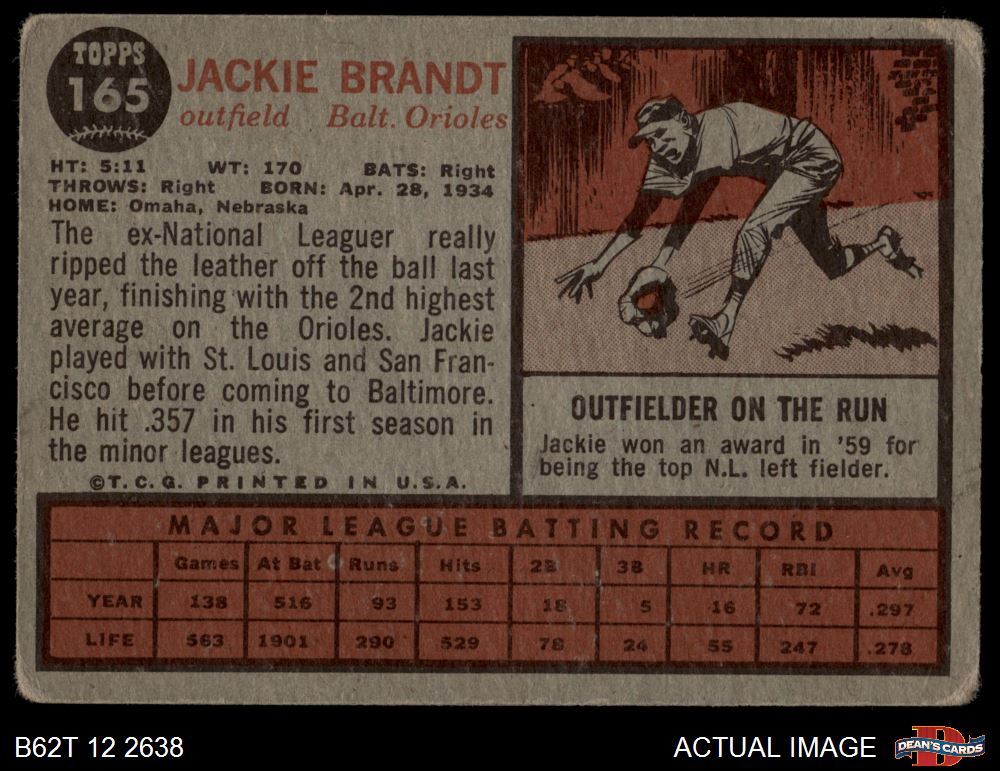 TOPPS
165
JACKIE BRANDT
outfield Balt. Orioles
HT: 5:11 WT: 170 BATS: Right
THROWS: Right BORN: Apr. 28, 1934
HOME: Omaha, Nebraska
The ex-National Leaguer really
ripped the leather off the ball last
year, finishing with the 2nd highest
average on the Orioles. Jackie
played with St. Louis and San Fran-
cisco before coming to Baltimore.
He hit .357 in his first season in
the minor leagues.
©T.C.G. PRINTED IN U.S.A.
OUTFIELDER ON THE RUN
Jackie won an award in '59 for
being the top N.L. left fielder.
MAJOR LEAGUE BATTING RECORD
Games At Bat Runs Hits 2B 3B HR RBI Avg
YEAR 138 516 93 153 18 5 16 72 .297
LIFE 563 1901 290 529 78 24 55 247 .278
B62T 12 2638
ACTUAL IMAGE
DEAN'S CARDS